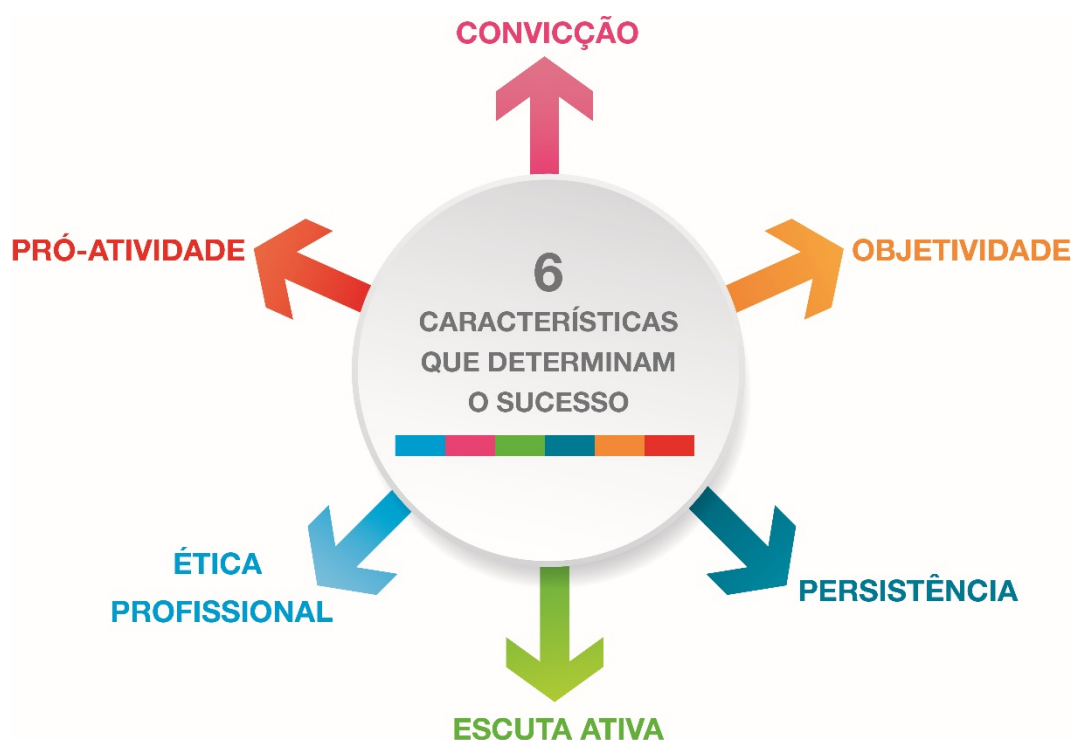 CONVICÇÃO
PRÓ-ATIVIDADE
OBJETIVIDADE
6
CARACTERÍSTICAS
QUE DETERMINAM
O SUCESSO
ÉTICA
PROFISSIONAL
PERSISTÊNCIA
ESCUTA ATIVA